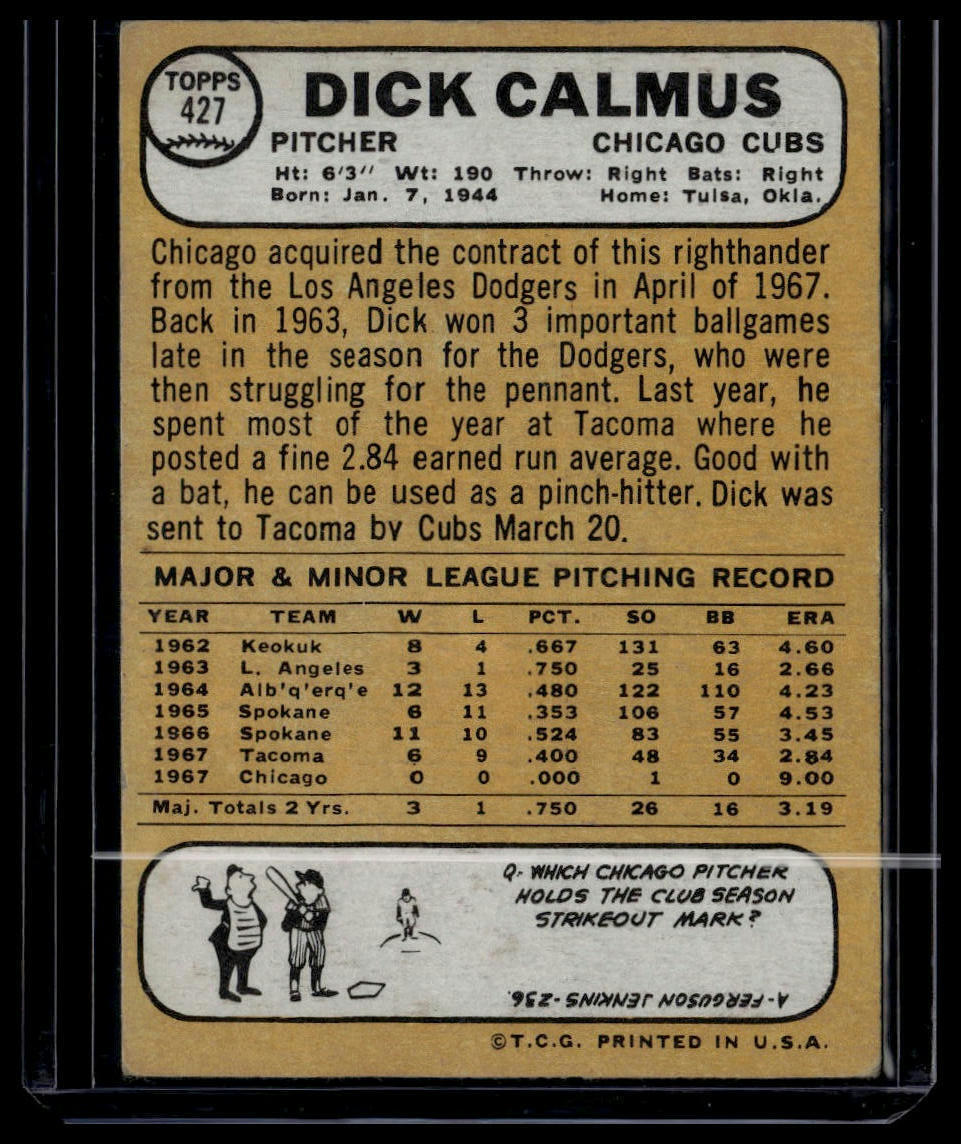 TOPPS
427
DICK CALMUS
PITCHER CHICAGO CUBS
Ht: 6'3" Wt: 190 Throw: Right Bats: Right
Born: Jan. 7, 1944 Home: Tulsa, Okla.
Chicago acquired the contract of this righthander
from the Los Angeles Dodgers in April of 1967.
Back in 1963, Dick won 3 important ballgames
late in the season for the Dodgers, who were
then struggling for the pennant. Last year, he
spent most of the year at Tacoma where he
posted a fine 2.84 earned run average. Good with
a bat, he can be used as a pinch-hitter. Dick was
sent to Tacoma by Cubs March 20.
MAJOR & MINOR LEAGUE PITCHING RECORD
YEAR TEAM W L PCT. SO BB ERA
1962 Keokuk 8 4 .667 131 63 4.60
1963 L. Angeles 3 1 .750 25 16 2.66
1964 Alb'q'erq'e 12 13 .480 122 110 4.23
1965 Spokane 6 11 .353 106 57 4.53
1966 Spokane 11 10 .524 83 55 3.45
1967 Tacoma 6 9 .400 48 34 2.84
1967 Chicago 0 0 .000 1 0 9.00
Maj. Totals 2 Yrs. 3 1 .750 26 16 3.19
Q- WHICH CHICAGO PITCHER
HOLDS THE CLUB SEASON
STRIKEOUT MARK?
A- FERGUSON JENKINS - 236.
©T.C.G. PRINTED IN U.S.A.